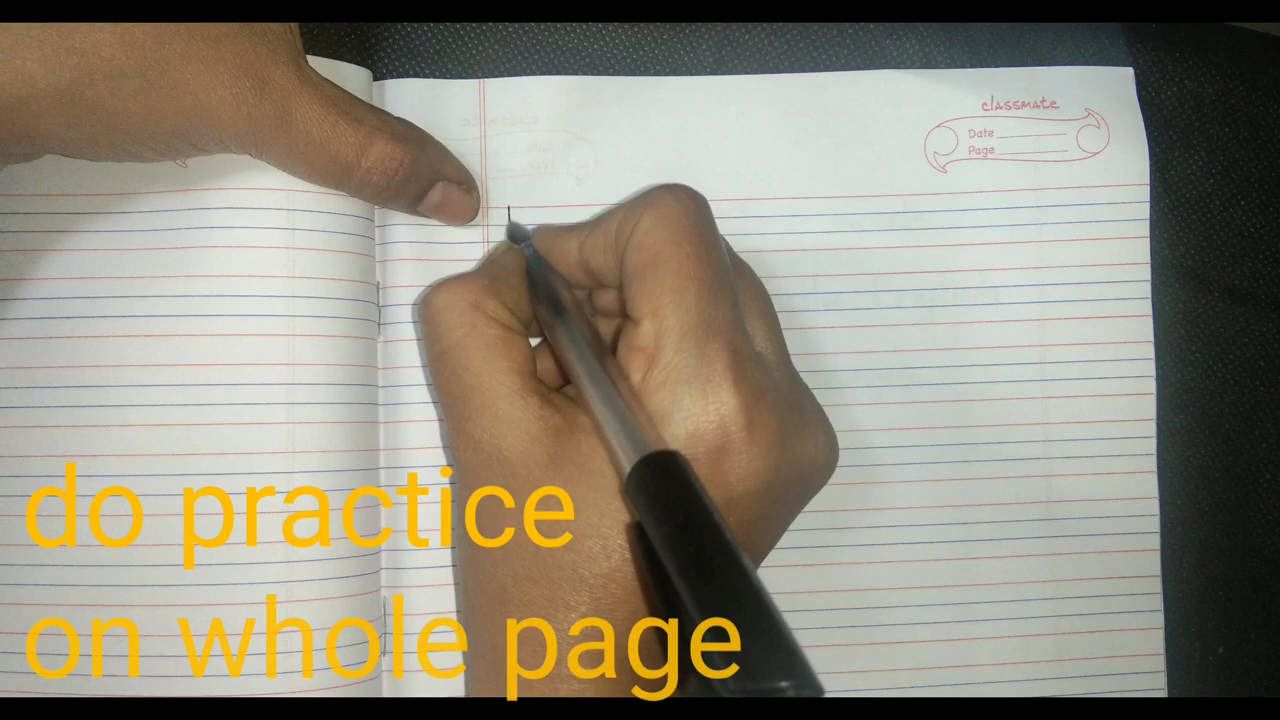 classmate
Date
Page
do practice
on whole page